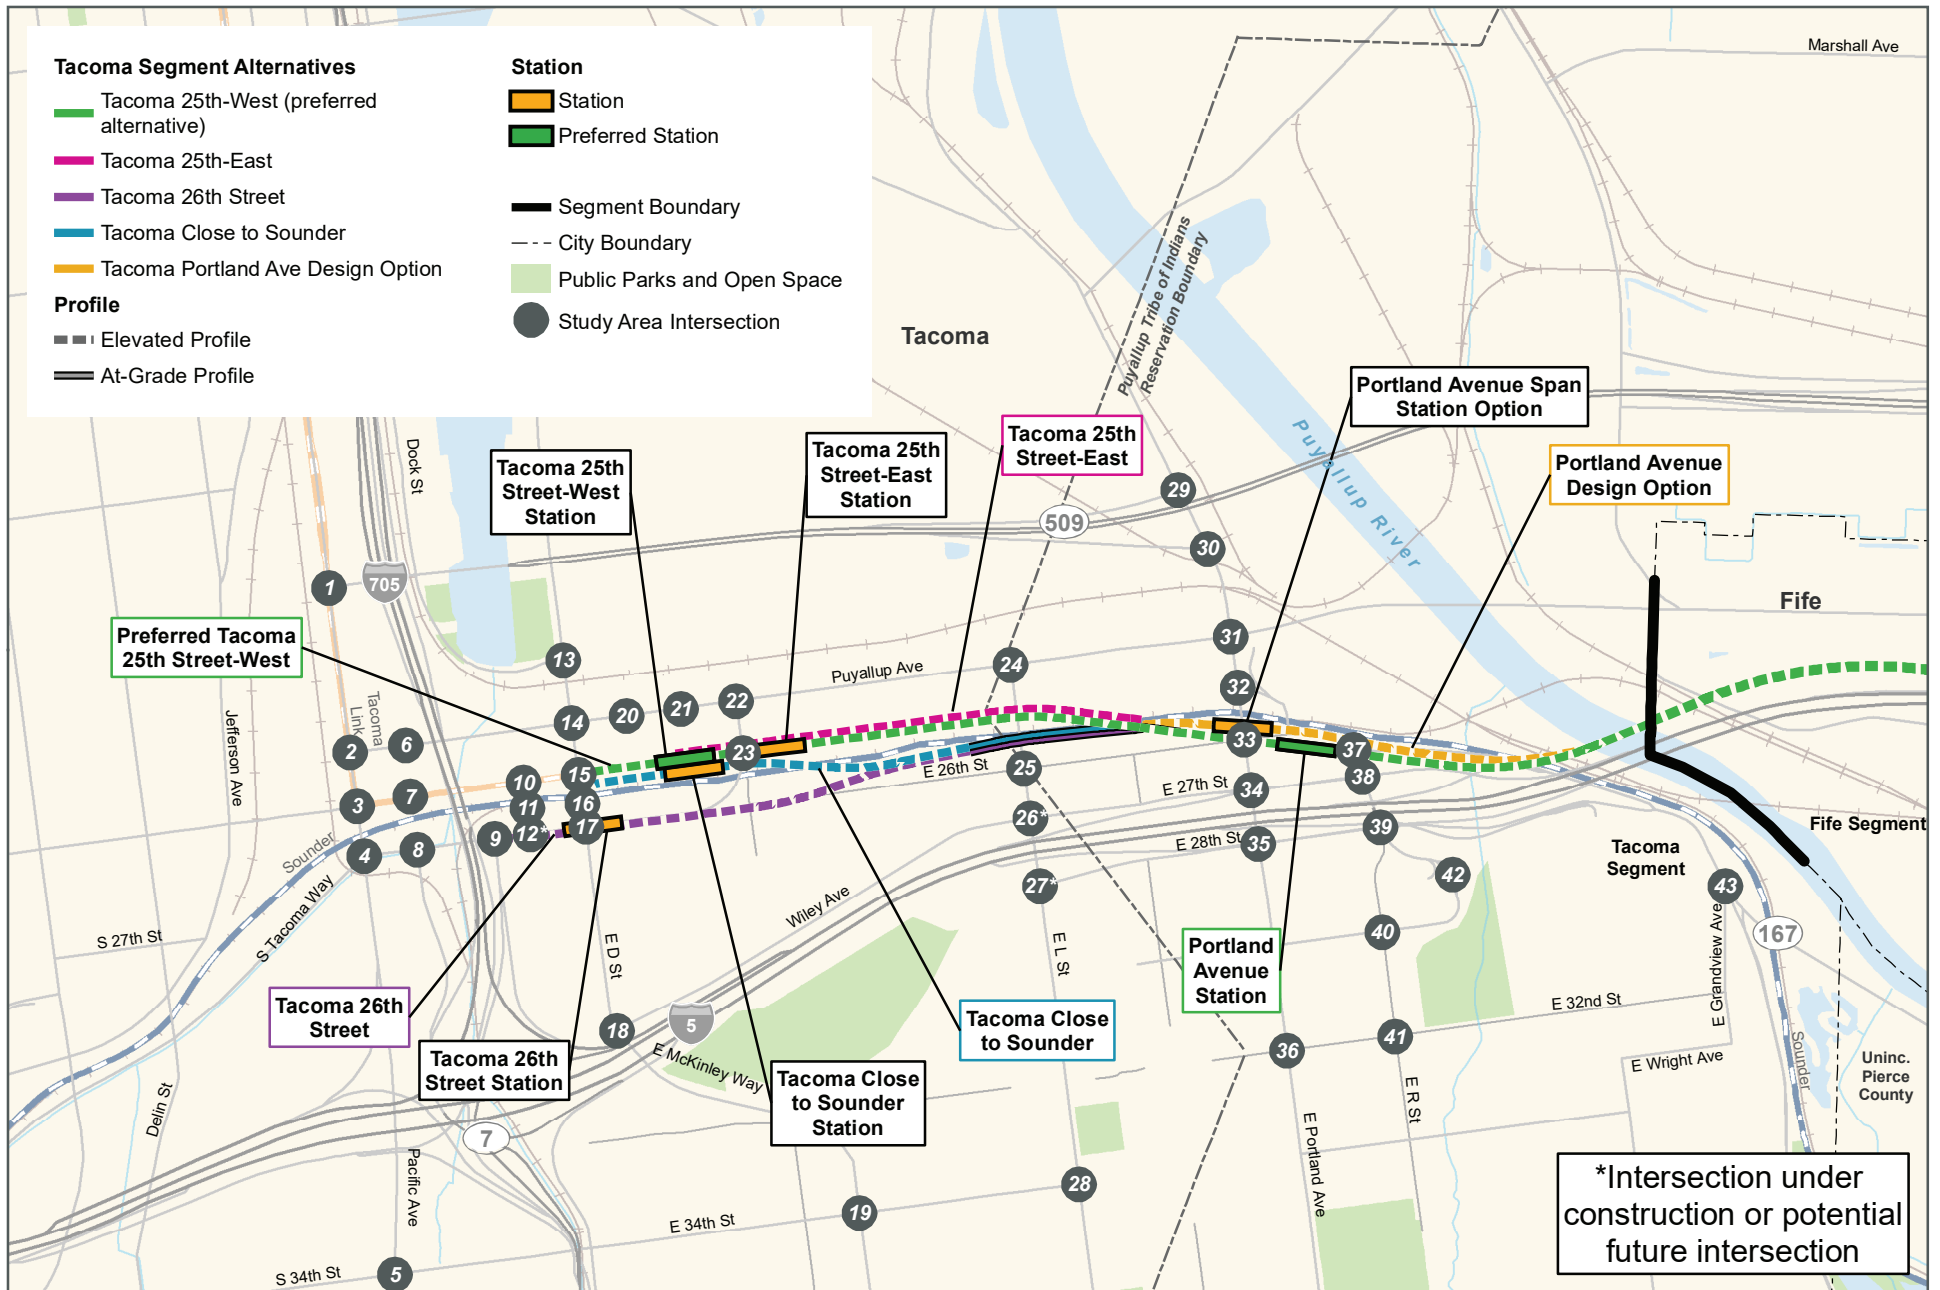 Tacoma Segment Alternatives
Tacoma 25th-West (preferred
alternative)
Tacoma 25th-East
Tacoma 26th Street
Tacoma Close to Sounder
Tacoma Portland Ave Design Option
Profile
Elevated Profile
At-Grade Profile
Station
Station
Preferred Station
Segment Boundary
City Boundary
Public Parks and Open Space
Study Area Intersection
Marshall Ave
Tacoma
Puyallup Tribe of Indians
Reservation Boundary
Portland Avenue Span
Station Option
Puyallup River
Dock St
Tacoma 25th
Street-West
Station
Tacoma 25th
Street-East
Station
Tacoma 25th
Street-East
Portland Avenue
Design Option
29
509
30
1
705
Fife
Preferred Tacoma
25th Street-West
13
31
24
Puyallup Ave
32
Jefferson Ave
Tacoma
Link
2
6
14
20
21
22
23
33
37
10
15
25
E 26th St
38
3
7
11
16
E 27th St
34
26*
9
12*
17
39
Fife Segment
Sounder
4
8
E 28th St
35
Tacoma
Segment
S Tacoma Way
Wiley Ave
27*
42
43
S 27th St
E D St
E L St
40
E Grandview Ave
167
Portland
Avenue
Station
Tacoma 26th
Street
18
5
Tacoma Close
to Sounder
E 32nd St
41
36
Tacoma 26th
Street Station
E McKinley Way
Tacoma Close
to Sounder
Station
E Wright Ave
Sounder
Uninc.
Pierce
County
Delin St
7
E R St
E Portland Ave
Pacific Ave
28
19
E 34th St
S 34th St
5
*Intersection under
construction or potential
future intersection